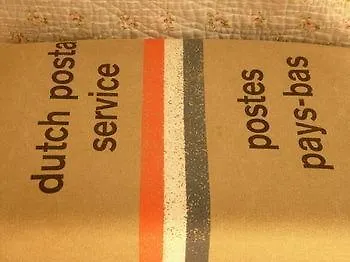 dutch posta
service
postes
pays-bas